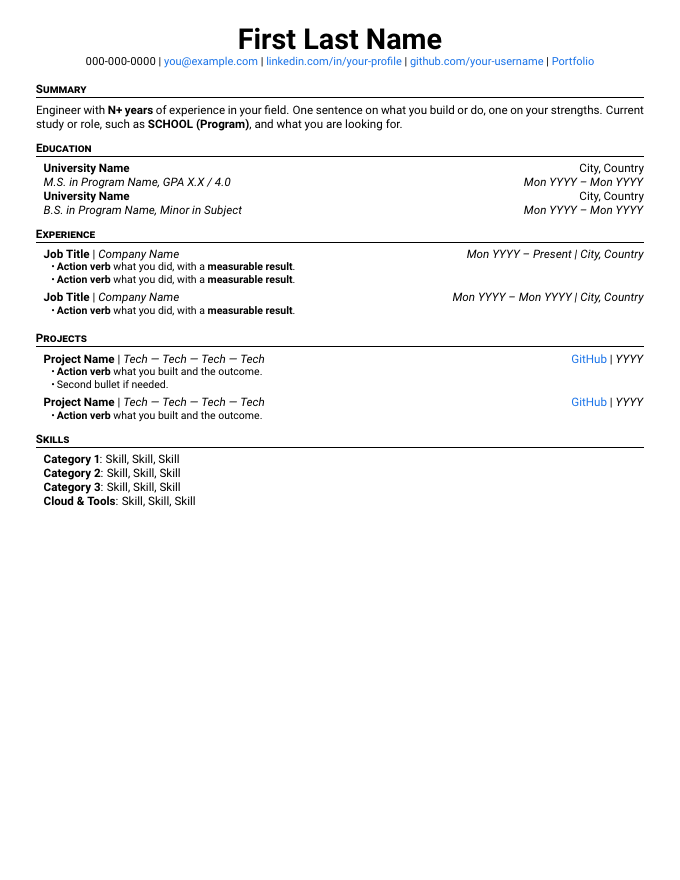 First Last Name
000-000-0000 | you@example.com | linkedin.com/in/your-profile | github.com/your-username | Portfolio
Summary
Engineer with N+ years of experience in your field. One sentence on what you build or do, one on your strengths. Current
study or role, such as SCHOOL (Program), and what you are looking for.
Education
University Name City, Country
M.S. in Program Name, GPA X.X / 4.0 Mon YYYY – Mon YYYY
University Name City, Country
B.S. in Program Name, Minor in Subject Mon YYYY – Mon YYYY
Experience
Job Title | Company Name Mon YYYY – Present | City, Country
• Action verb what you did, with a measurable result.
• Action verb what you did, with a measurable result.
Job Title | Company Name Mon YYYY – Mon YYYY | City, Country
• Action verb what you did, with a measurable result.
Projects
Project Name | Tech — Tech — Tech — Tech GitHub | YYYY
• Action verb what you built and the outcome.
• Second bullet if needed.
Project Name | Tech — Tech — Tech — Tech GitHub | YYYY
• Action verb what you built and the outcome.
Skills
Category 1: Skill, Skill, Skill
Category 2: Skill, Skill, Skill
Category 3: Skill, Skill, Skill
Cloud & Tools: Skill, Skill, Skill